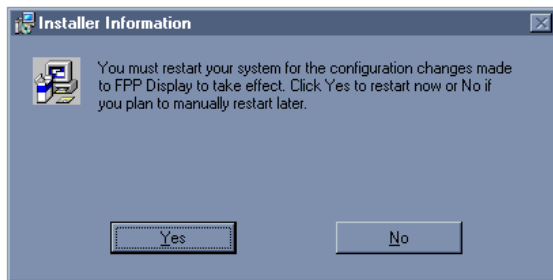 Installer Information
You must restart your system for the configuration changes made
to FPP Display to take effect. Click Yes to restart now or No if
you plan to manually restart later.
Yes
No